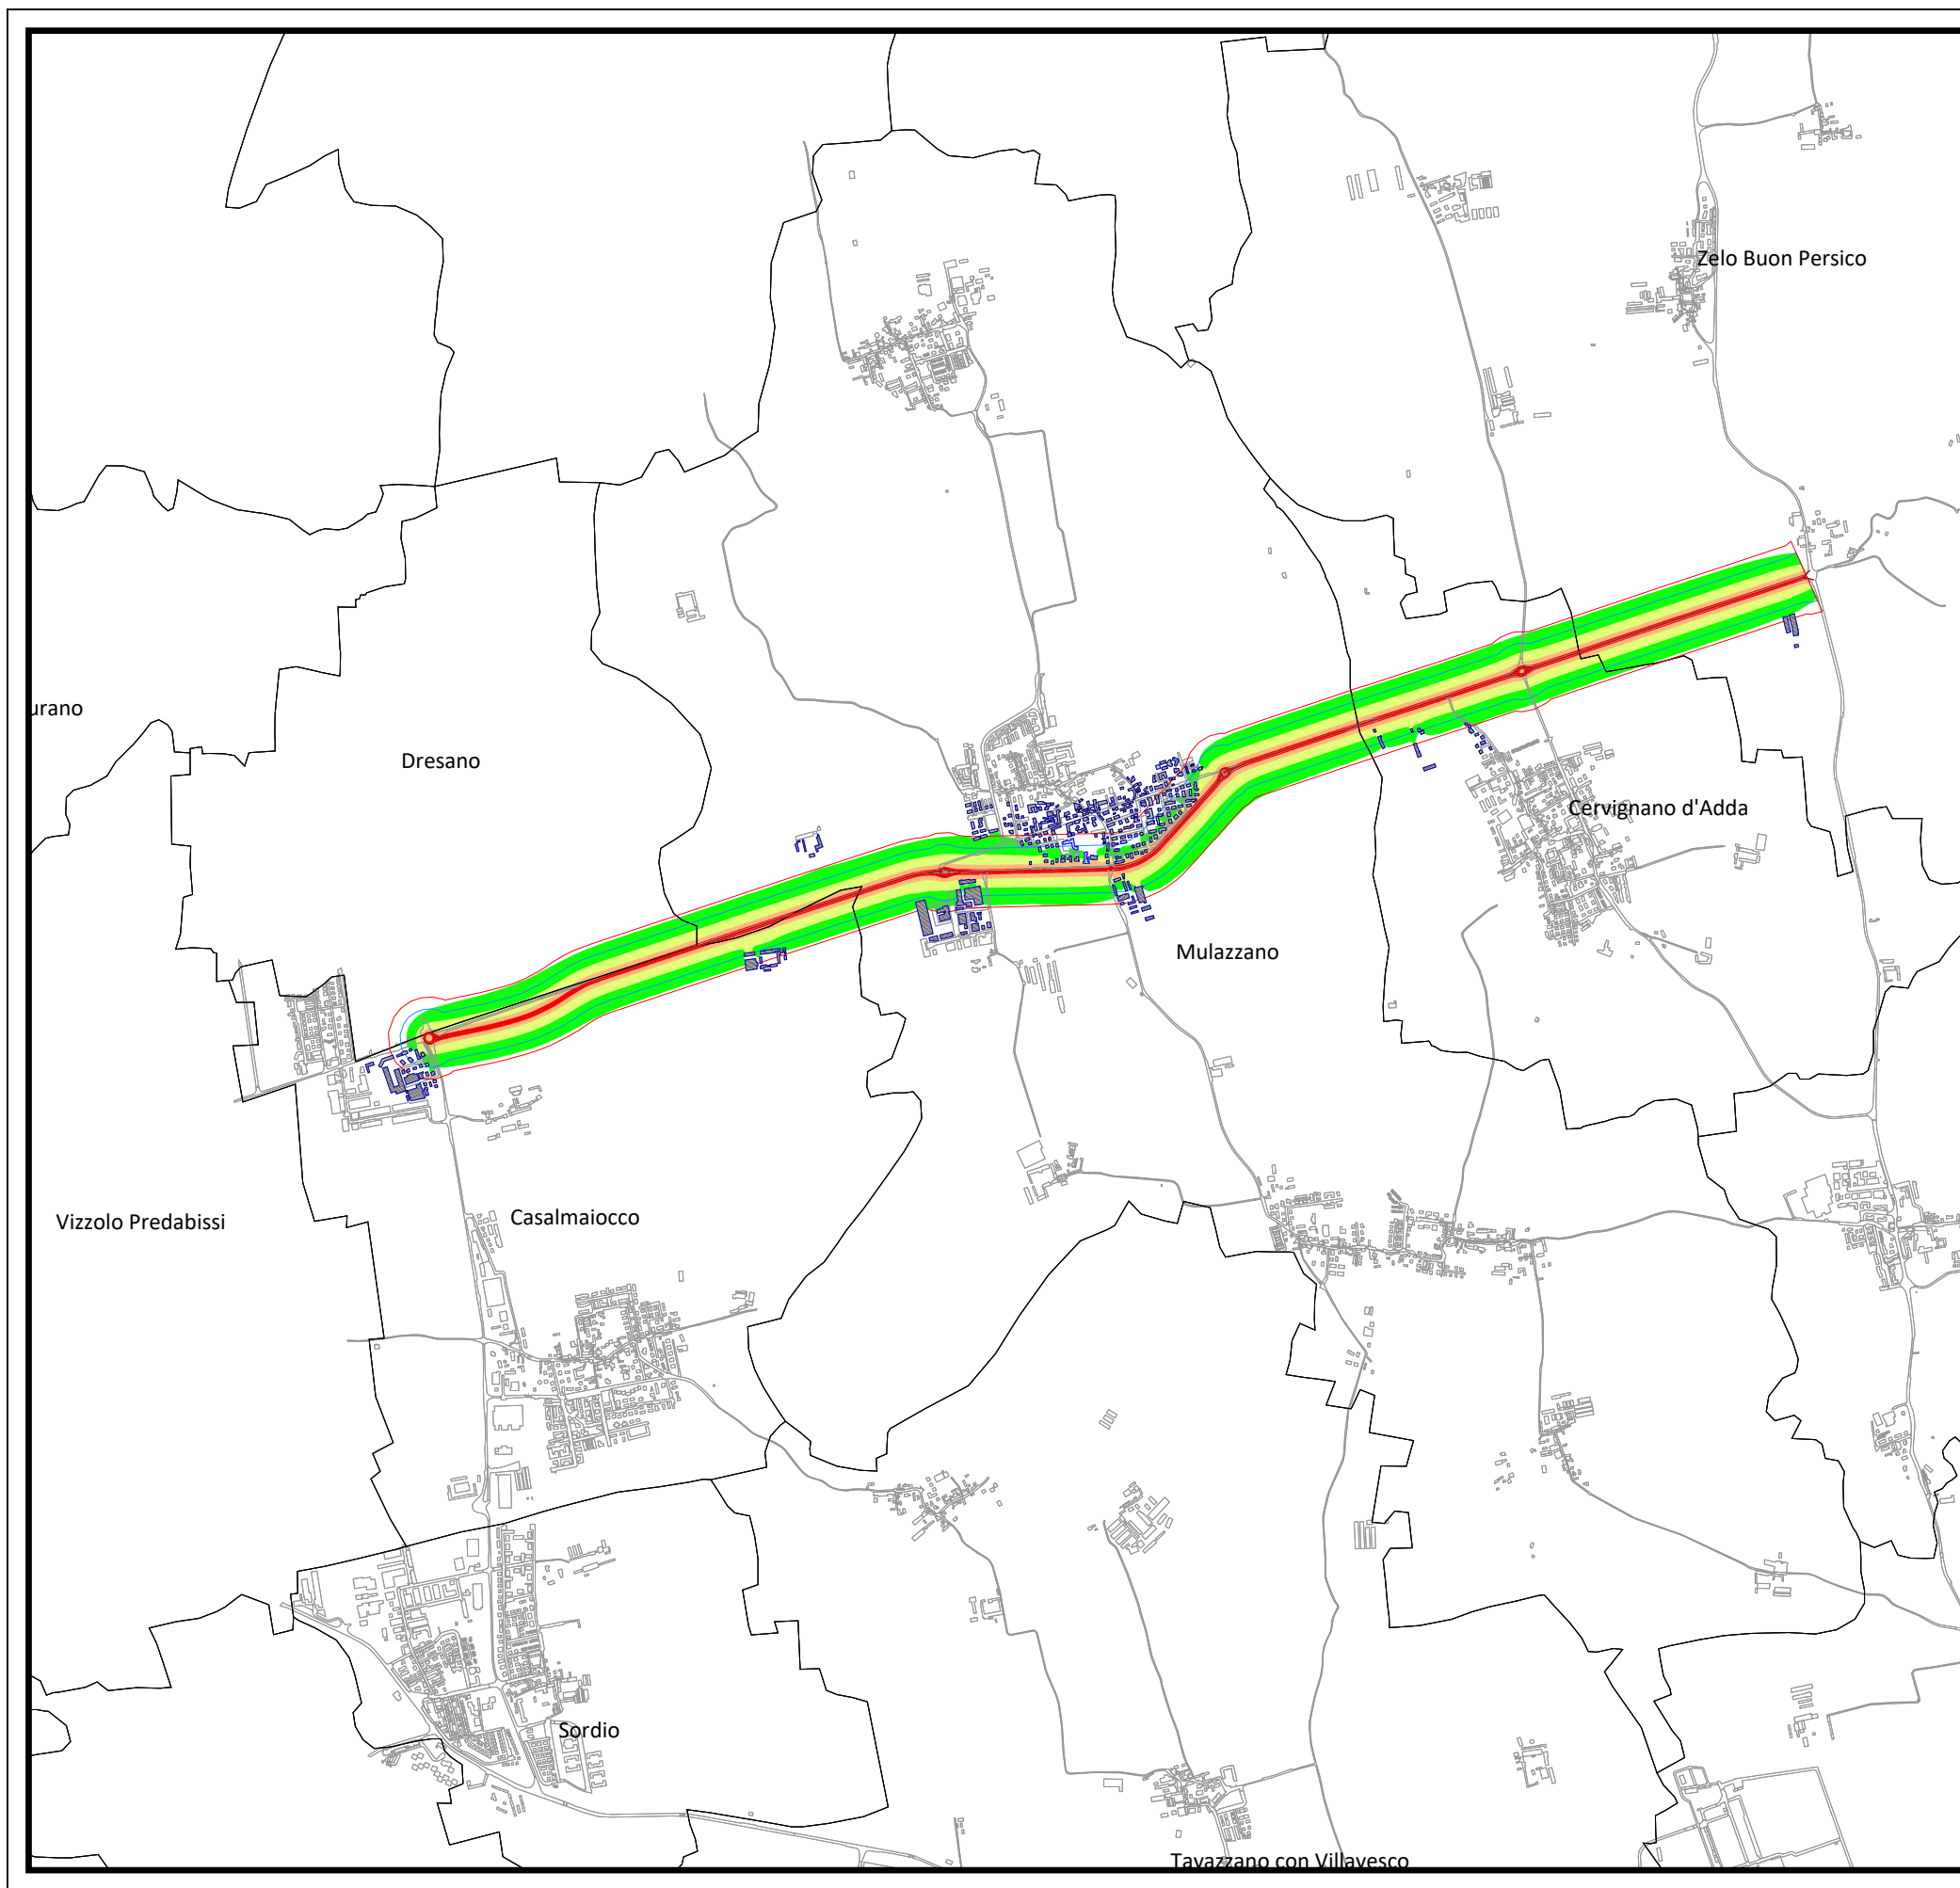 Zelo Buon Persico
urano
Dresano
Cervignano d'Adda
Mulazzano
Casalmaiocco
Vizzolo Predabissi
Sordio
Tavazzano con Villavesco